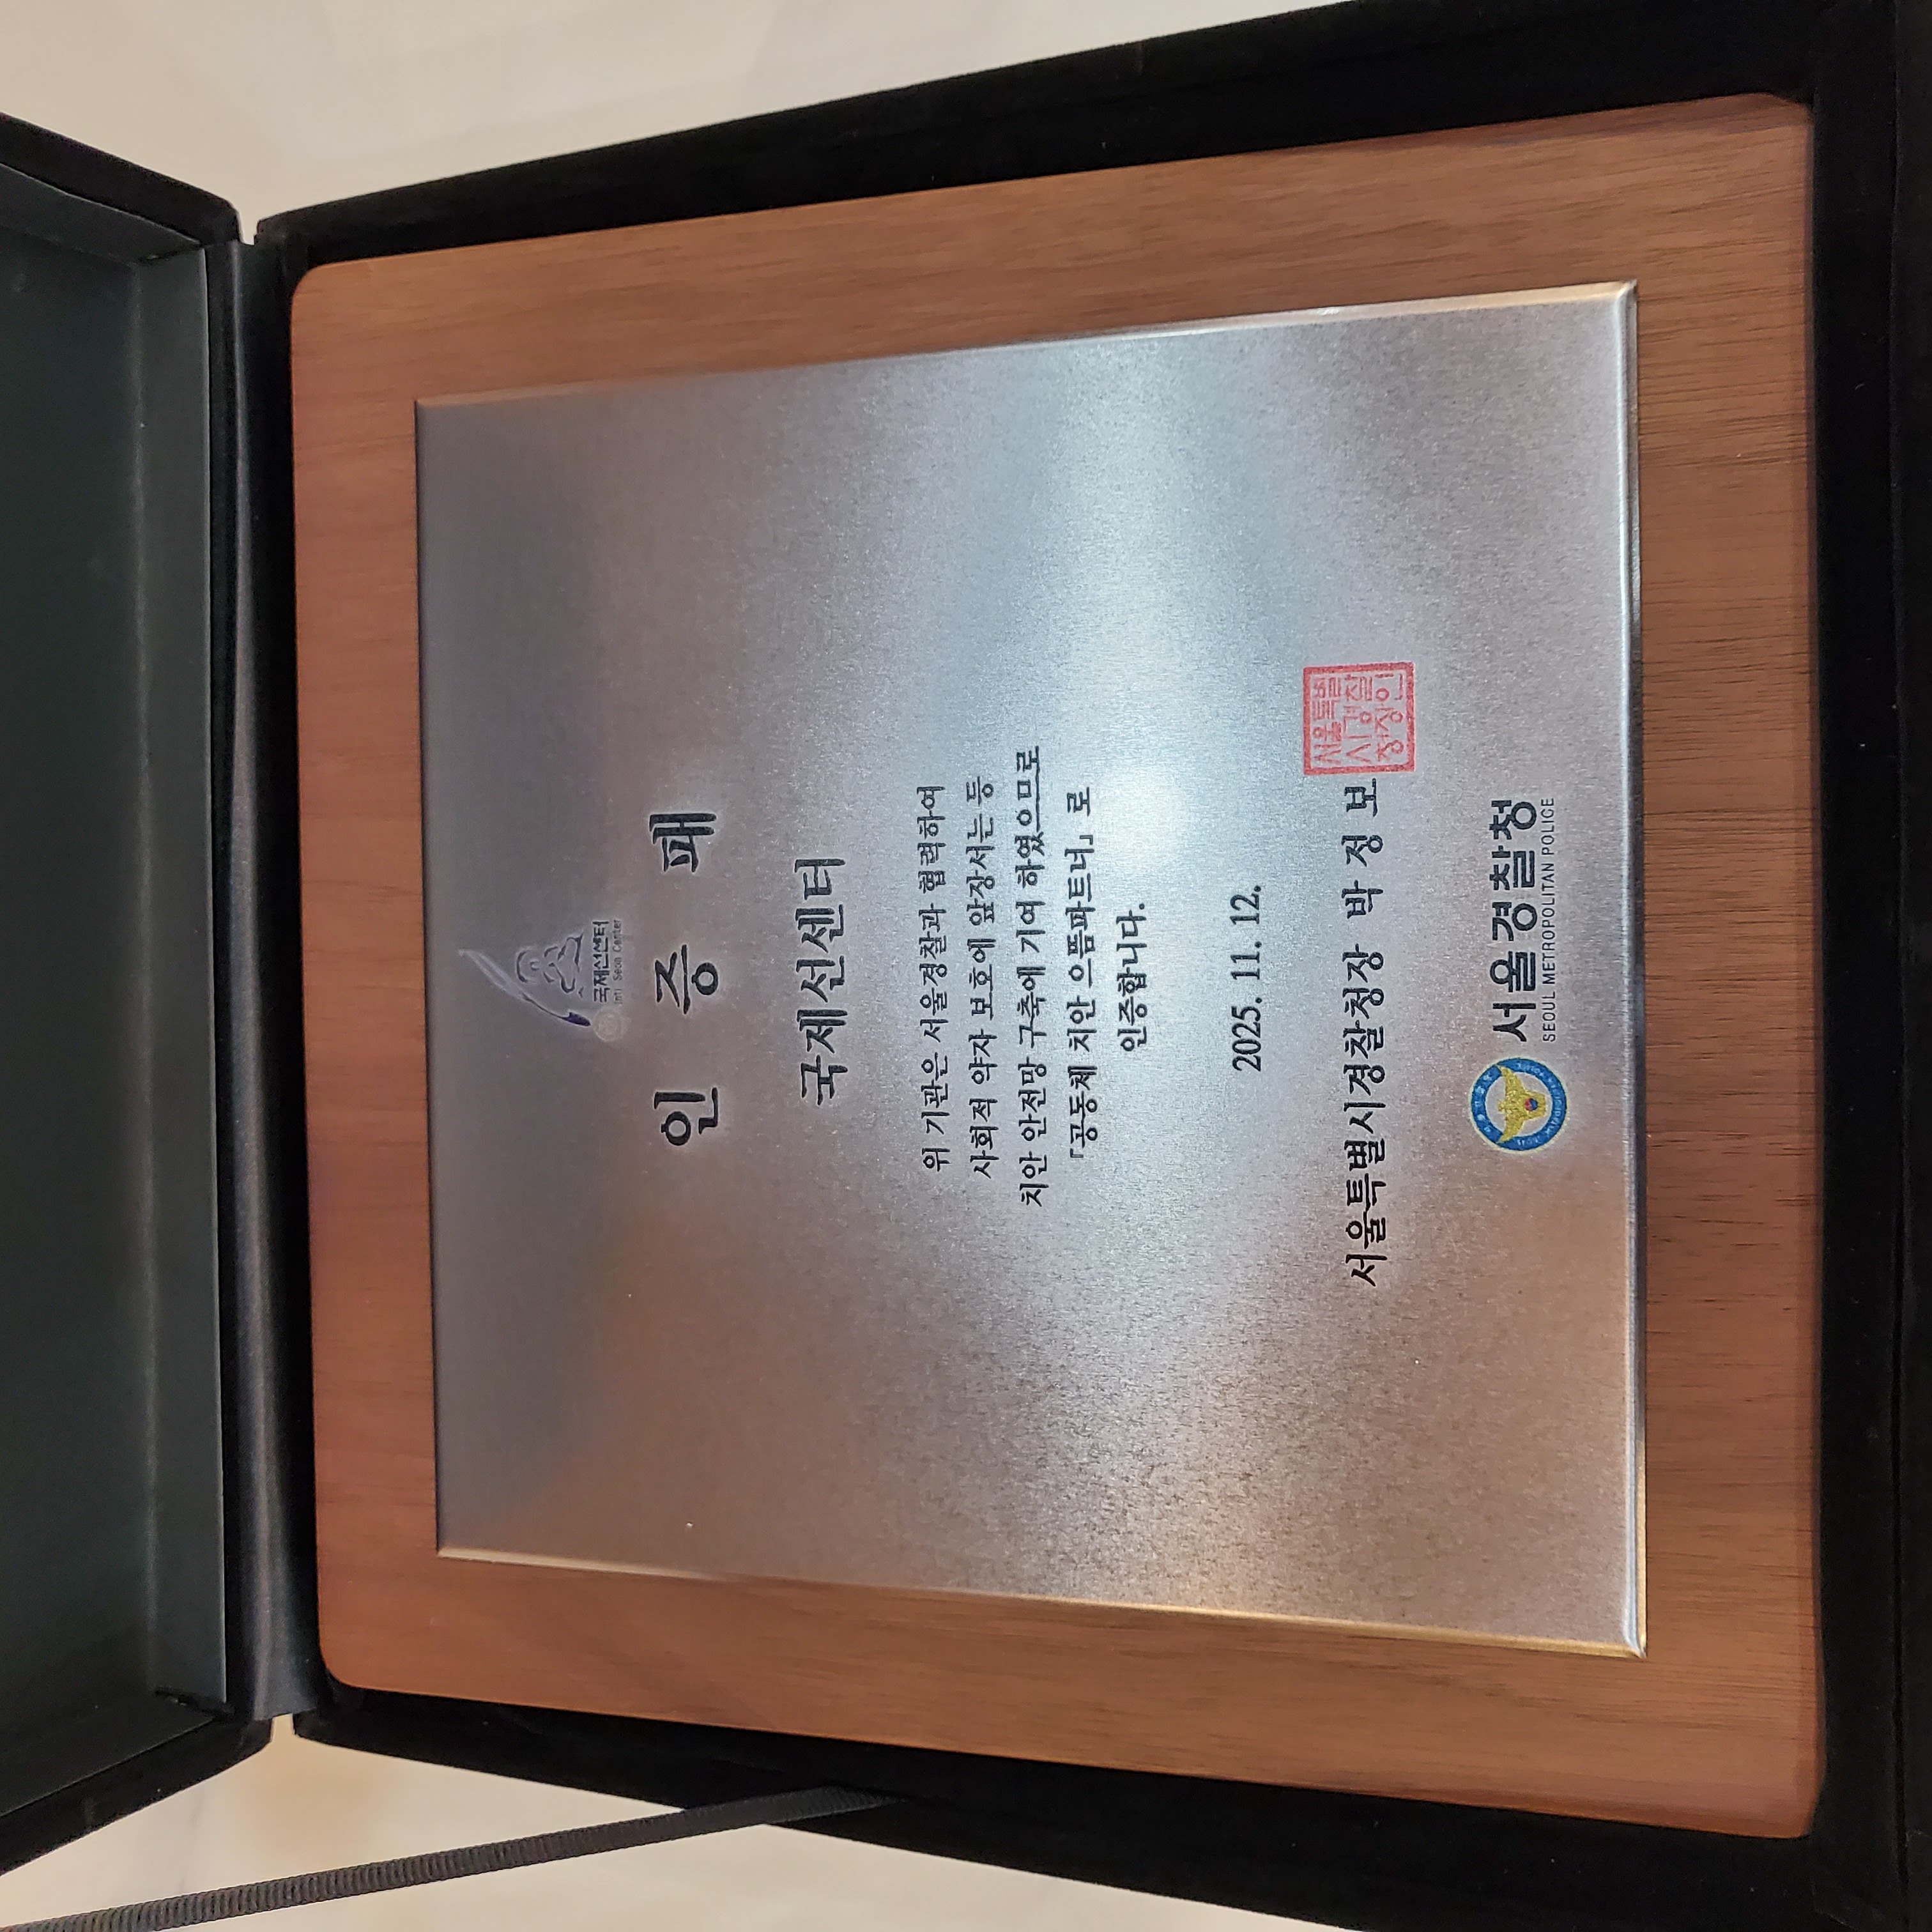 국제선센터
Int'l Seon Center
인 증 패
국제선센터
위 기관은 서울경찰과 협력하여
사회적 약자 보호에 앞장서는 등
치안 안전망 구축에 기여 하였으므로
「공동체 치안 으뜸파트너」로
인증합니다.
2025. 11. 12.
서울특별시경찰청장 박 정 보
서울특별
시경찰
청장인
서울경찰청
SEOUL METROPOLITAN POLICE